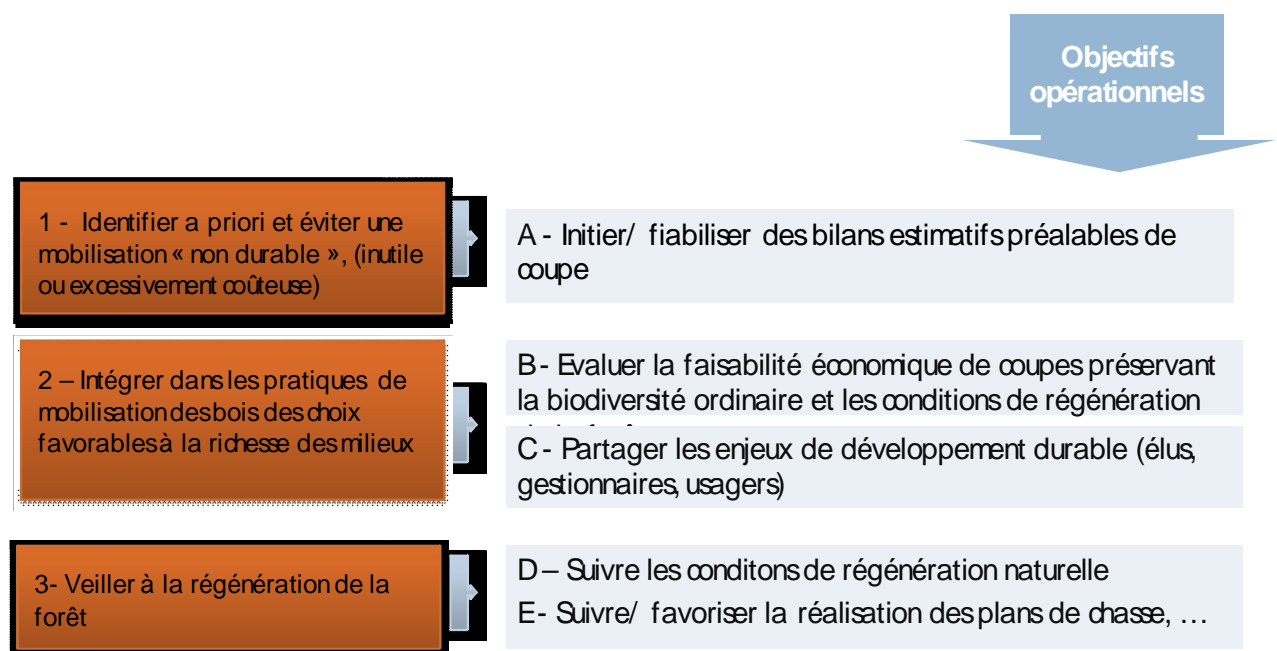 Objectifs
opérationnels
1 - Identifier a priori et éviter une
mobilisation « non durable », (inutile
ou excessivement coûteuse)
A - Initier/ fiabiliser des bilans estimatifs préalables de
coupe
2 – Intégrer dans les pratiques de
mobilisation des bois des choix
favorables à la richesse des milieux
B - Evaluer la faisabilité économique de coupes préservant
la biodiversité ordinaire et les conditions de régénération
C - Partager les enjeux de développement durable (élus,
gestionnaires, usagers)
3- Veiller à la régénération de la
forêt
D – Suivre les conditons de régénération naturelle
E- Suivre/ favoriser la réalisation des plans de chasse, …